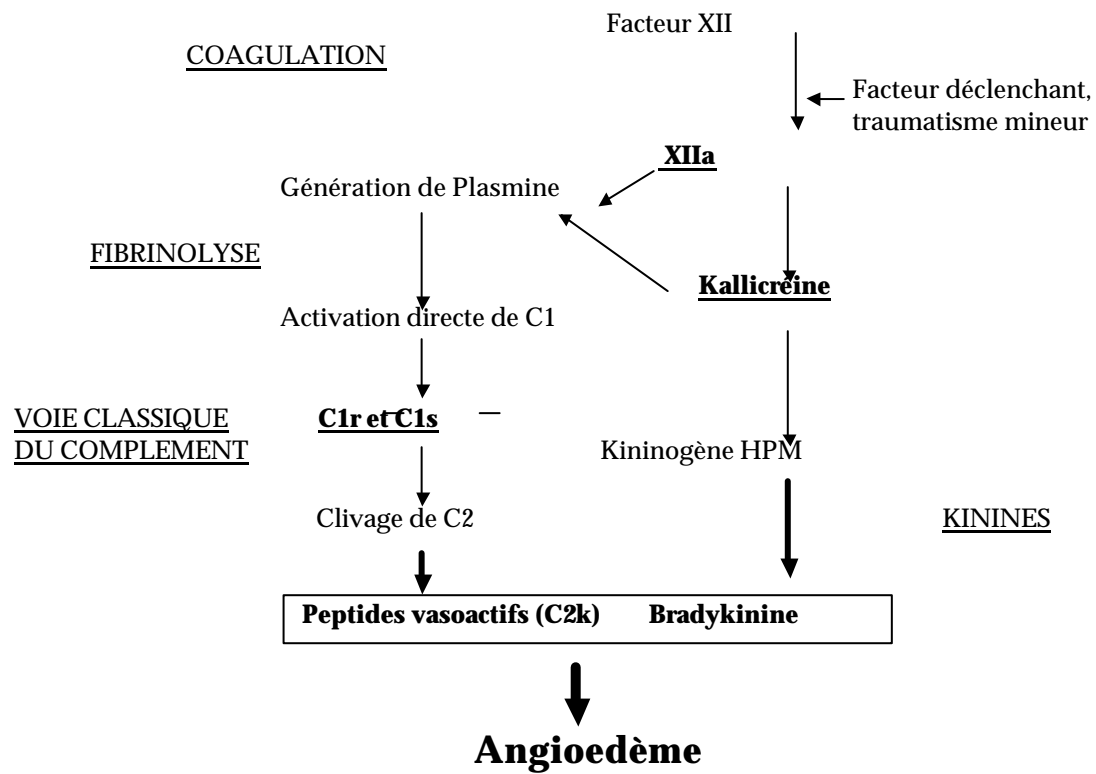 Facteur XII
COAGULATION
Facteur déclenchant,
traumatisme mineur
XIIa
Génération de Plasmine
FIBRINOLYSE
Kallicréine
Activation directe de C1
VOIE CLASSIQUE
DU COMPLEMENT
C1r et C1s
Kininogène HPM
Clivage de C2
KININES
Peptides vasoactifs (C2k) Bradykinine
Angioedème